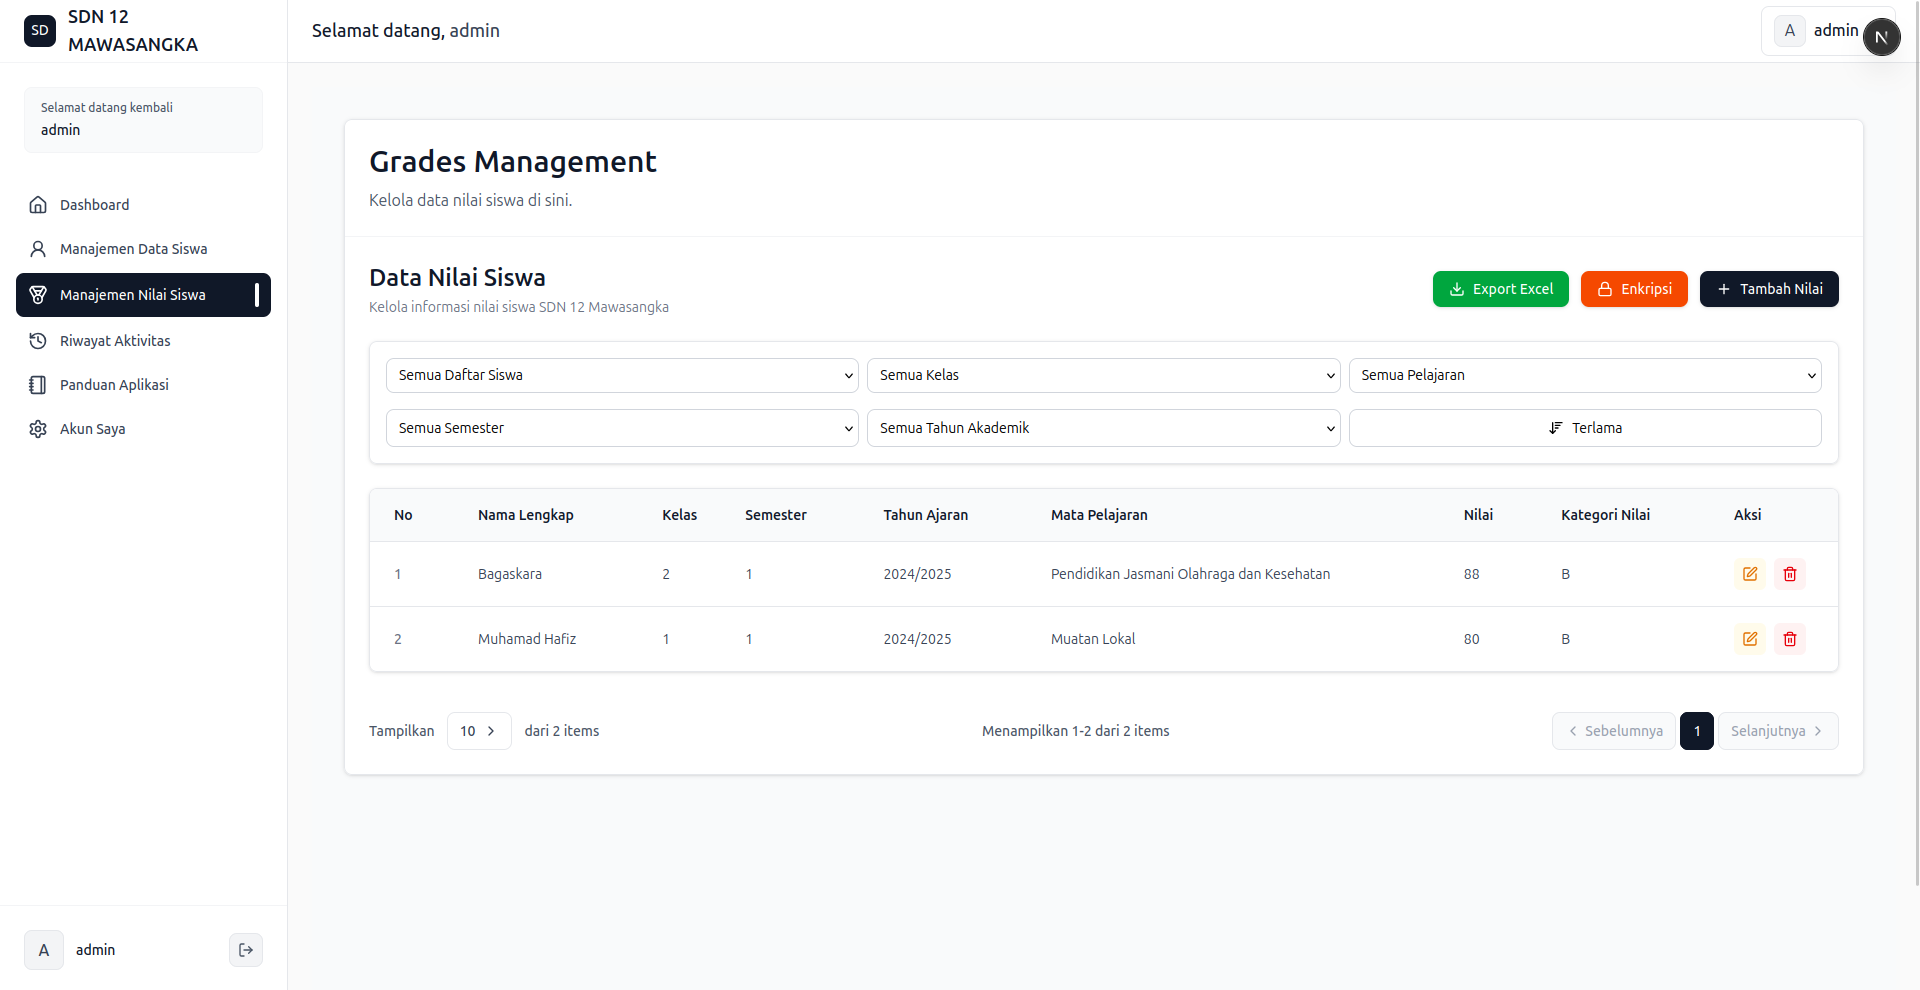 SD
SDN 12
MAWASANGKA
Selamat datang, admin
A
admin
N
Selamat datang kembali
admin
Dashboard
Manajemen Data Siswa
Manajemen Nilai Siswa
Riwayat Aktivitas
Panduan Aplikasi
Akun Saya
A
admin
Grades Management
Kelola data nilai siswa di sini.
Data Nilai Siswa
Kelola informasi nilai siswa SDN 12 Mawasangka
Export Excel
Enkripsi
Tambah Nilai
Semua Daftar Siswa
Semua Kelas
Semua Pelajaran
Semua Semester
Semua Tahun Akademik
Terlama
No Nama Lengkap Kelas Semester Tahun Ajaran Mata Pelajaran Nilai Kategori Nilai Aksi
1 Bagaskara 2 1 2024/2025 Pendidikan Jasmani Olahraga dan Kesehatan 88 B
2 Muhamad Hafiz 1 1 2024/2025 Muatan Lokal 80 B
Tampilkan 10 dari 2 items
Menampilkan 1-2 dari 2 items
Sebelumnya 1 Selanjutnya